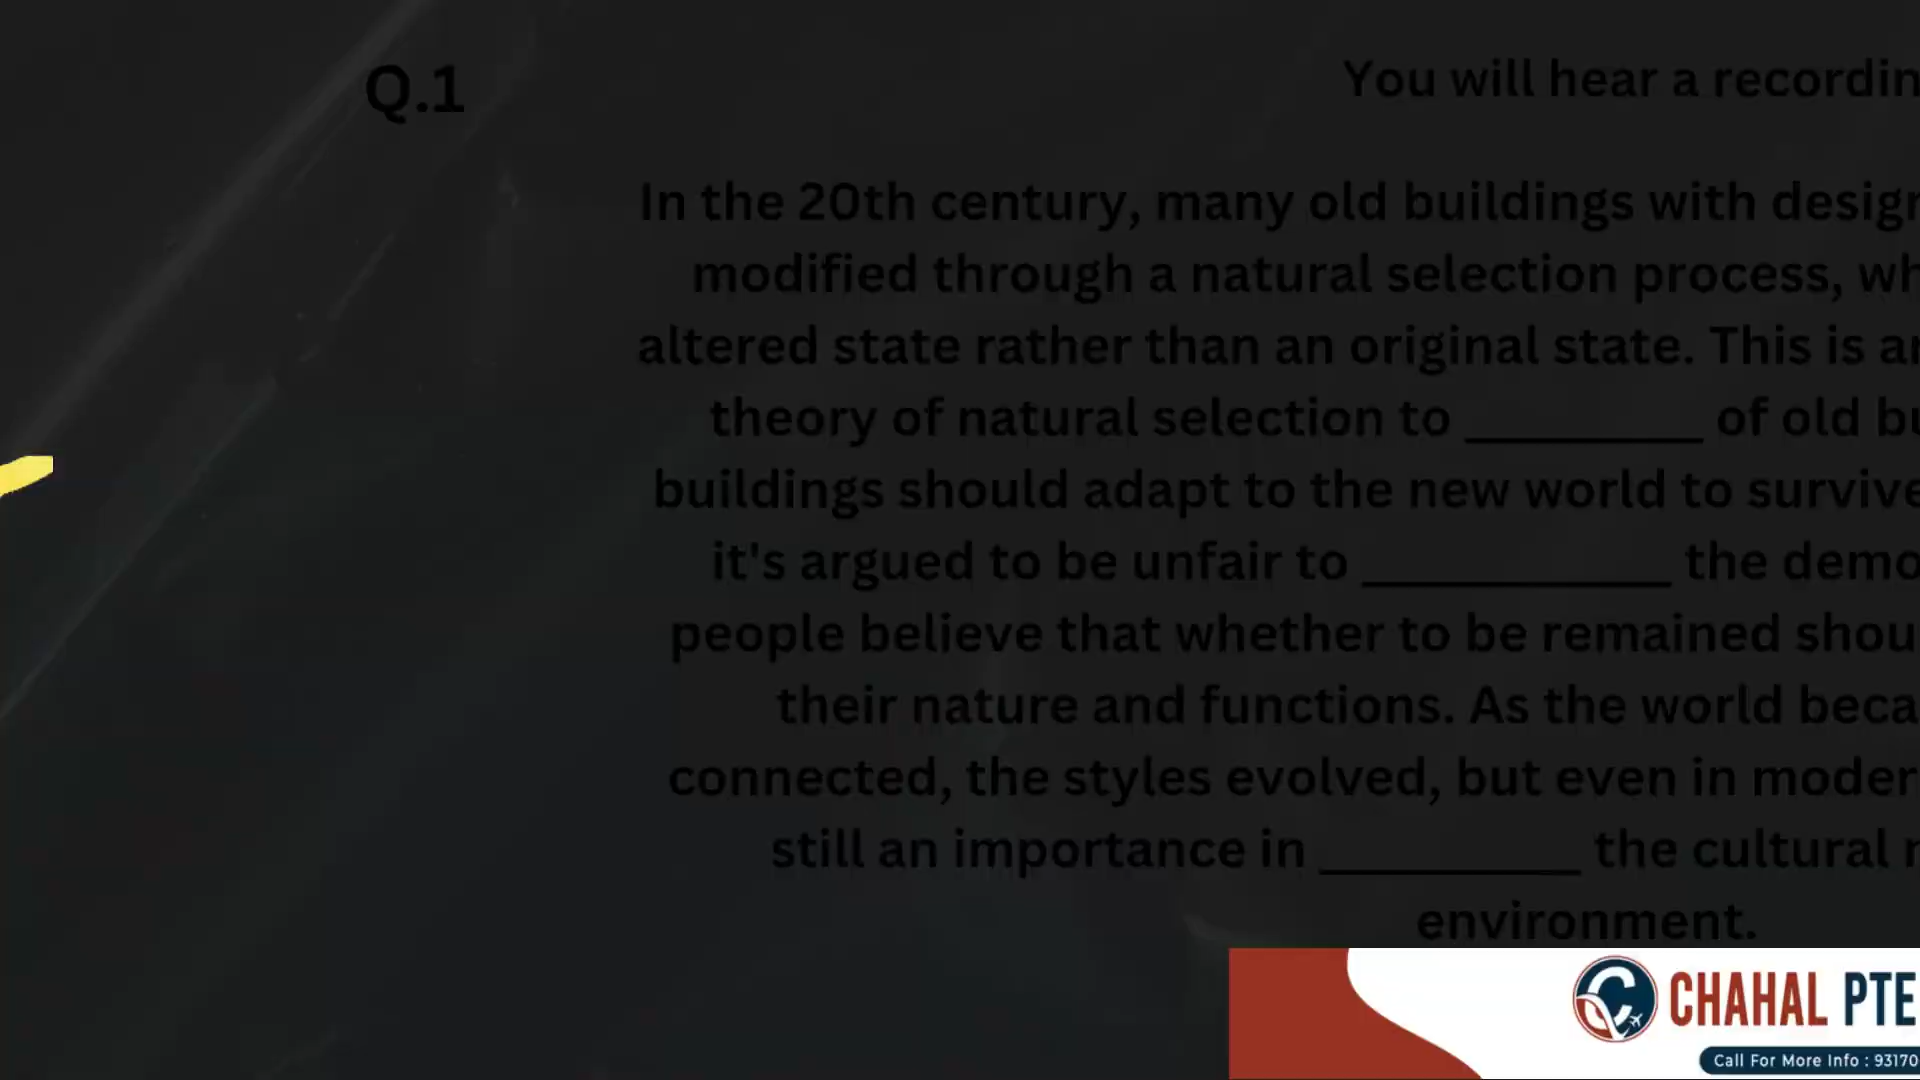 Q.1
You will hear a recordin
In the 20th century, many old buildings with desig
modified through a natural selection process, wh
altered state rather than an original state. This is a
theory of natural selection to _________ of old bu
buildings should adapt to the new world to survive
it's argued to be unfair to ____________ the demo
people believe that whether to be remained shou
their nature and functions. As the world beca
connected, the styles evolved, but even in moder
still an importance in __________ the cultural
environment.
CHAHAL PTE
Call For More Info : 93170